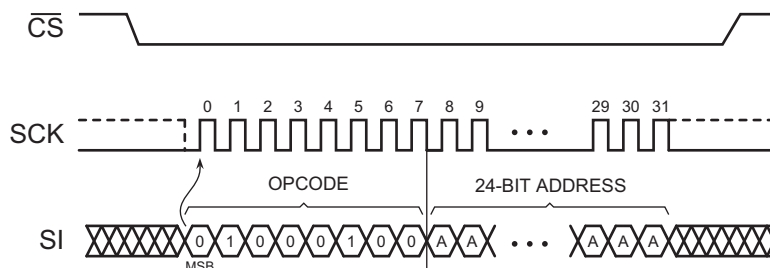 CS
0 1 2 3 4 5 6 7 8 9 29 30 31
SCK
OPCODE 24-BIT ADDRESS
SI 0 1 0 0 0 1 0 0 A A A A A
MSB